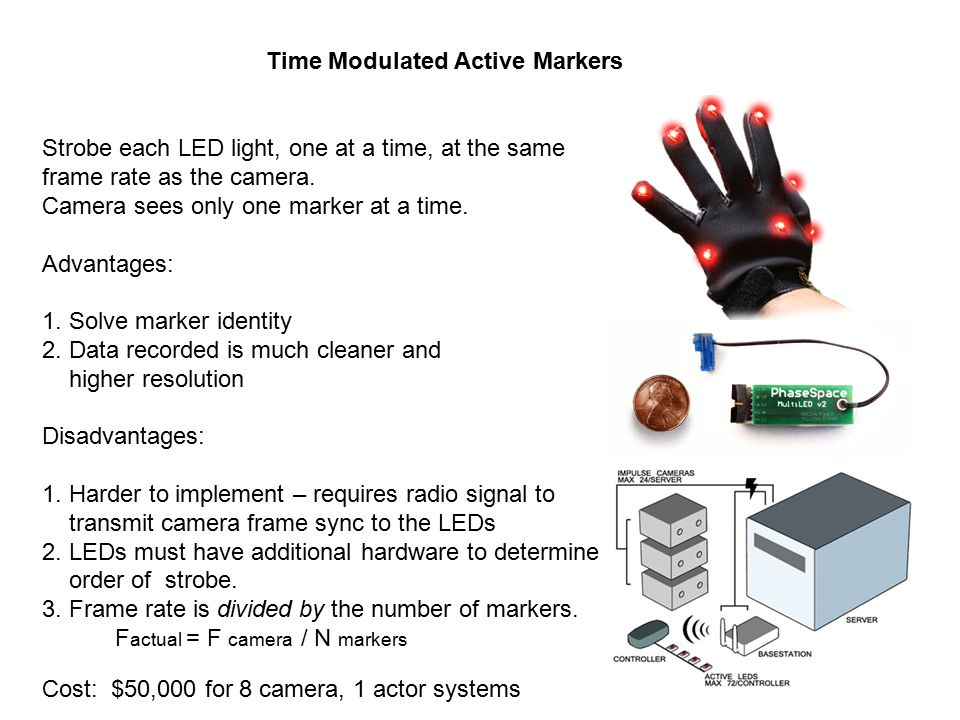 Time Modulated Active Markers
Strobe each LED light, one at a time, at the same
frame rate as the camera.
Camera sees only one marker at a time.
Advantages:
1. Solve marker identity
2. Data recorded is much cleaner and
higher resolution
Disadvantages:
1. Harder to implement – requires radio signal to
transmit camera frame sync to the LEDs
2. LEDs must have additional hardware to determine
order of strobe.
3. Frame rate is divided by the number of markers.
Factual = F camera / N markers
Cost: $50,000 for 8 camera, 1 actor systems
PhaseSpace
MultiLED v2
IMPULSE CAMERAS
MAX 24/SERVER
SERVER
BASESTATION
CONTROLLER
ACTIVE LEDS
MAX 72/CONTROLLER